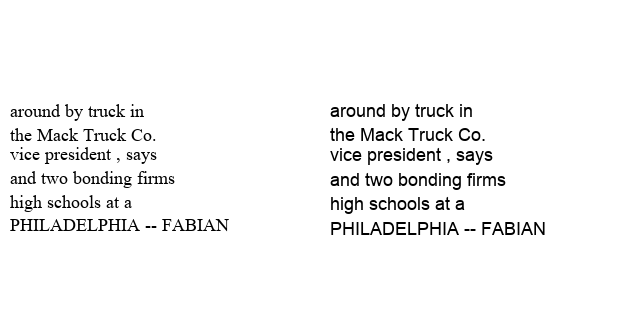 around by truck in
the Mack Truck Co.
vice president , says
and two bonding firms
high schools at a
PHILADELPHIA -- FABIAN
around by truck in
the Mack Truck Co.
vice president , says
and two bonding firms
high schools at a
PHILADELPHIA -- FABIAN